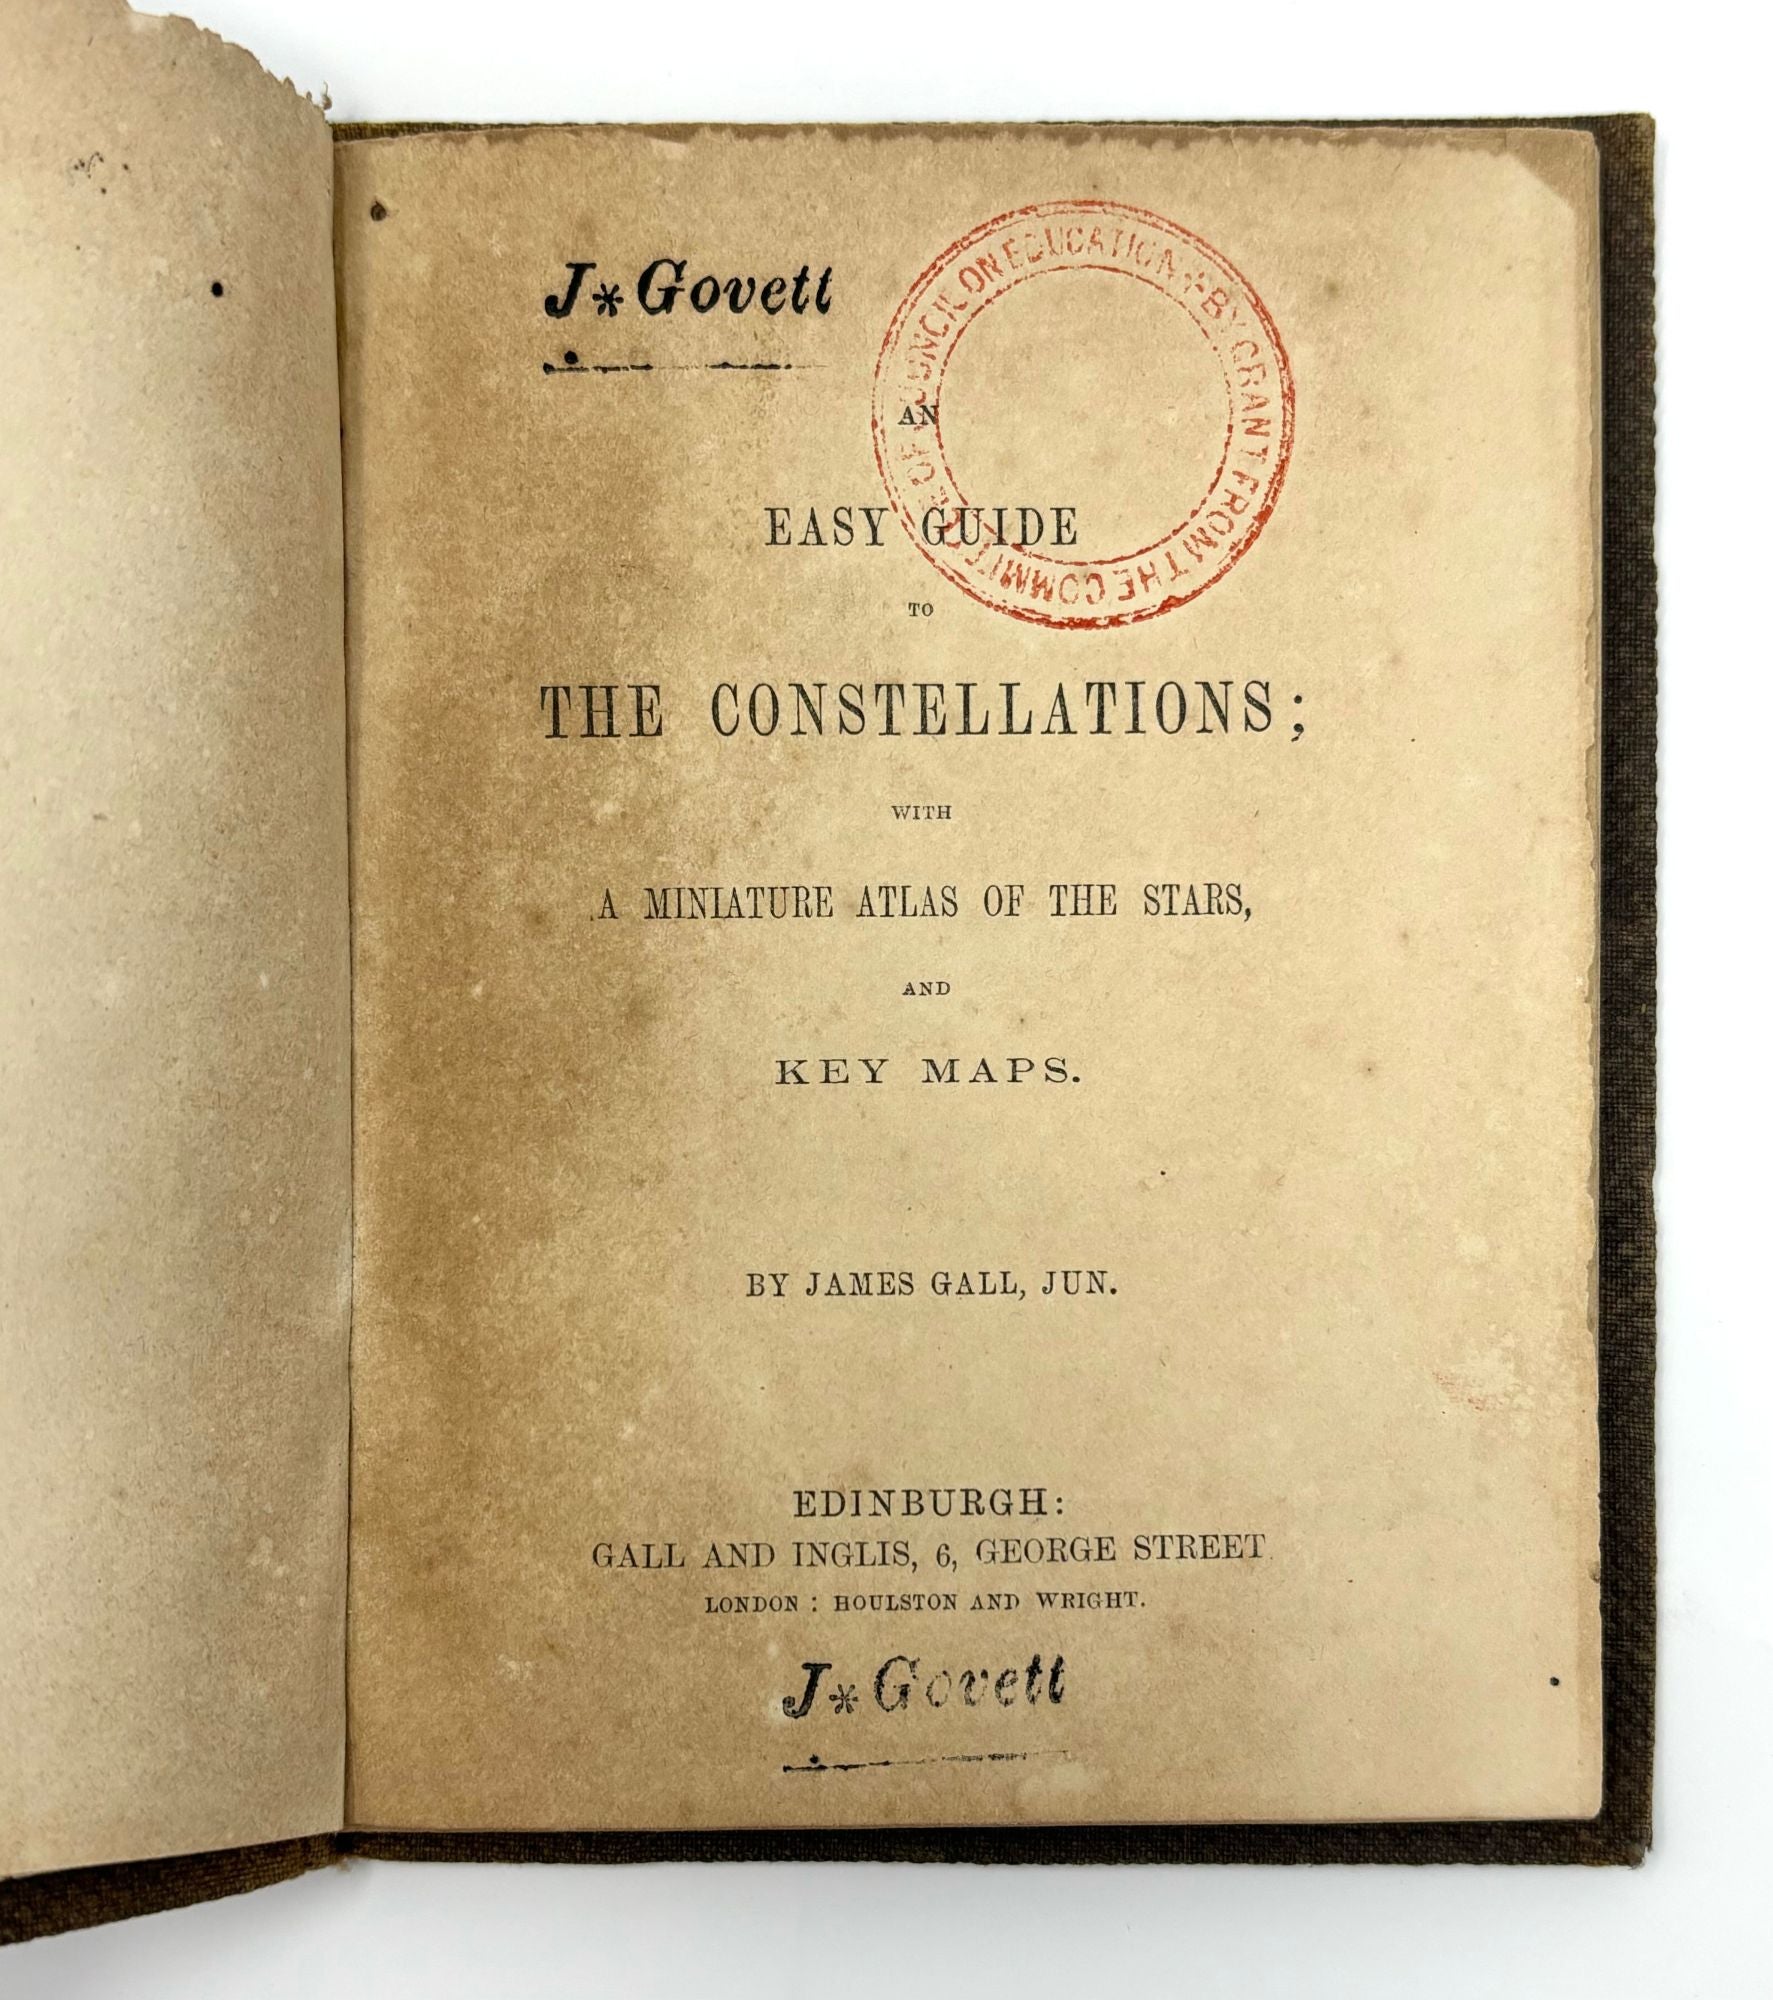 J*Govett
BY GRANT FROM THE COMMITTEE OF COUNCIL ON EDUCATION
AN
EASY GUIDE
TO
THE CONSTELLATIONS;
WITH
A MINIATURE ATLAS OF THE STARS,
AND
KEY MAPS.
BY JAMES GALL, JUN.
EDINBURGH:
GALL AND INGLIS, 6, GEORGE STREET.
LONDON: HOULSTON AND WRIGHT.
J*Govett